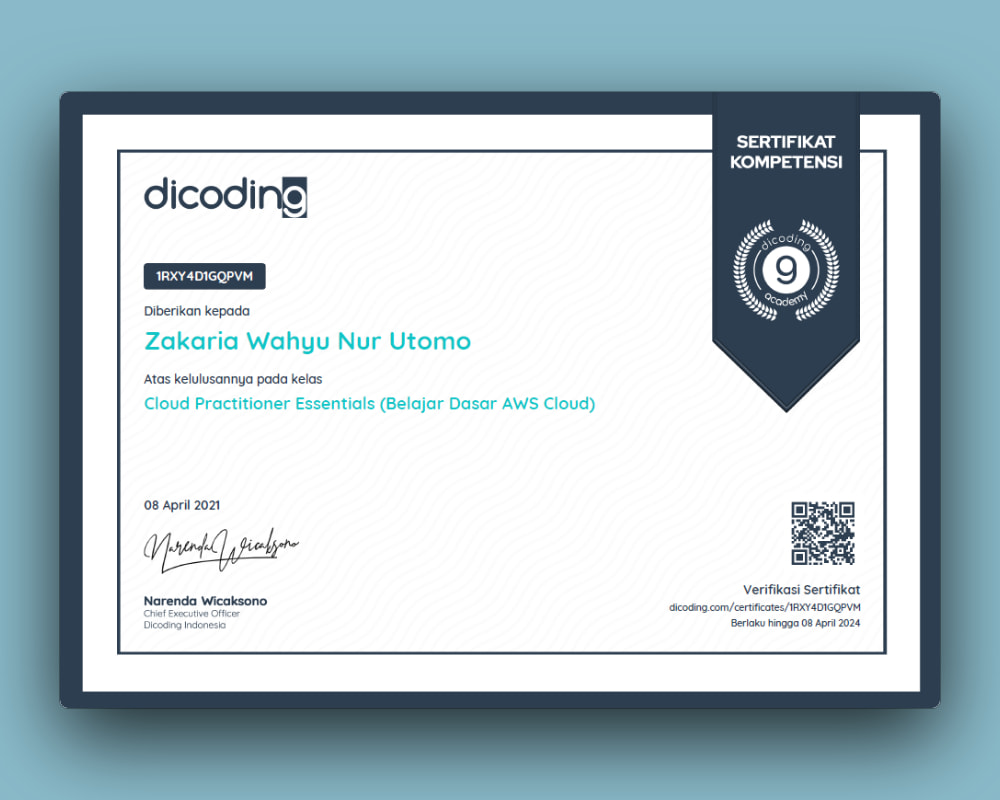 SERTIFIKAT
KOMPETENSI
dicoding
9
academy
dicoding
1RXY4D1GQPVM
Diberikan kepada
Zakaria Wahyu Nur Utomo
Atas kelulusannya pada kelas
Cloud Practitioner Essentials (Belajar Dasar AWS Cloud)
08 April 2021
Narenda Wicaksono
Narenda Wicaksono
Chief Executive Officer
Dicoding Indonesia
Verifikasi Sertifikat
dicoding.com/certificates/1RXY4D1GQPVM
Berlaku hingga 08 April 2024